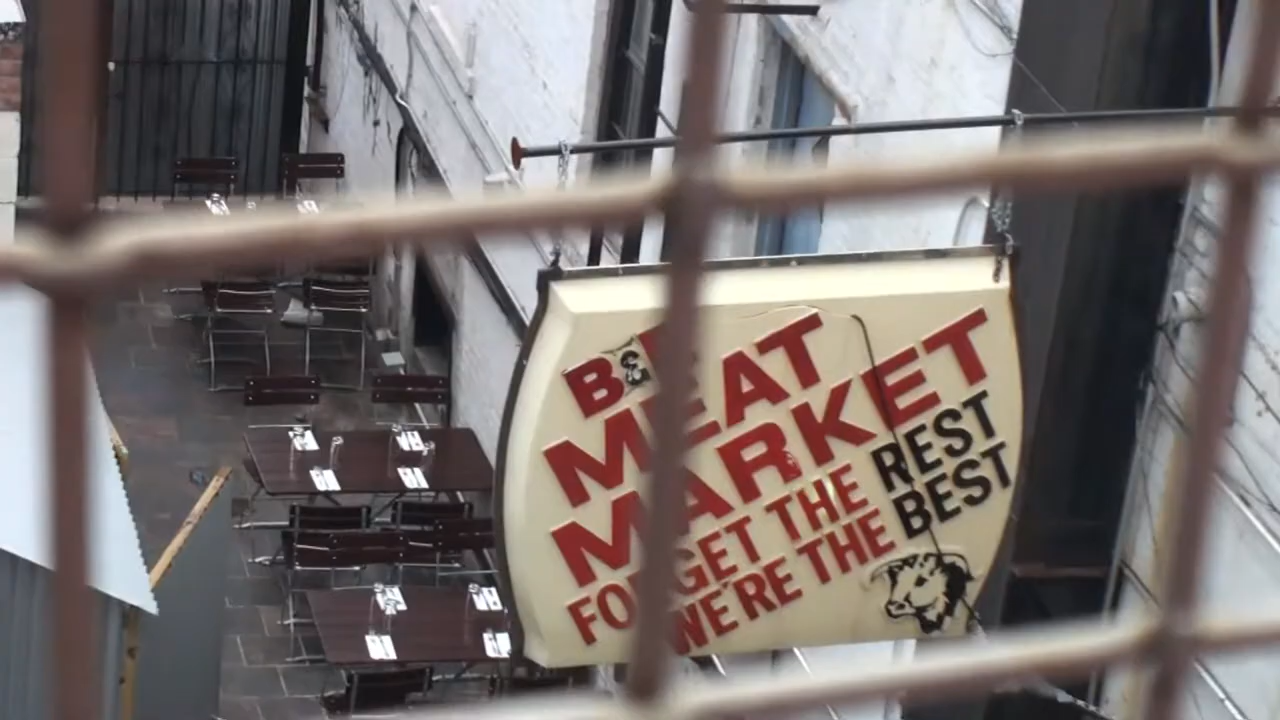 B&
MEAT
MARKET
FORGET THE REST
WE'RE THE BEST